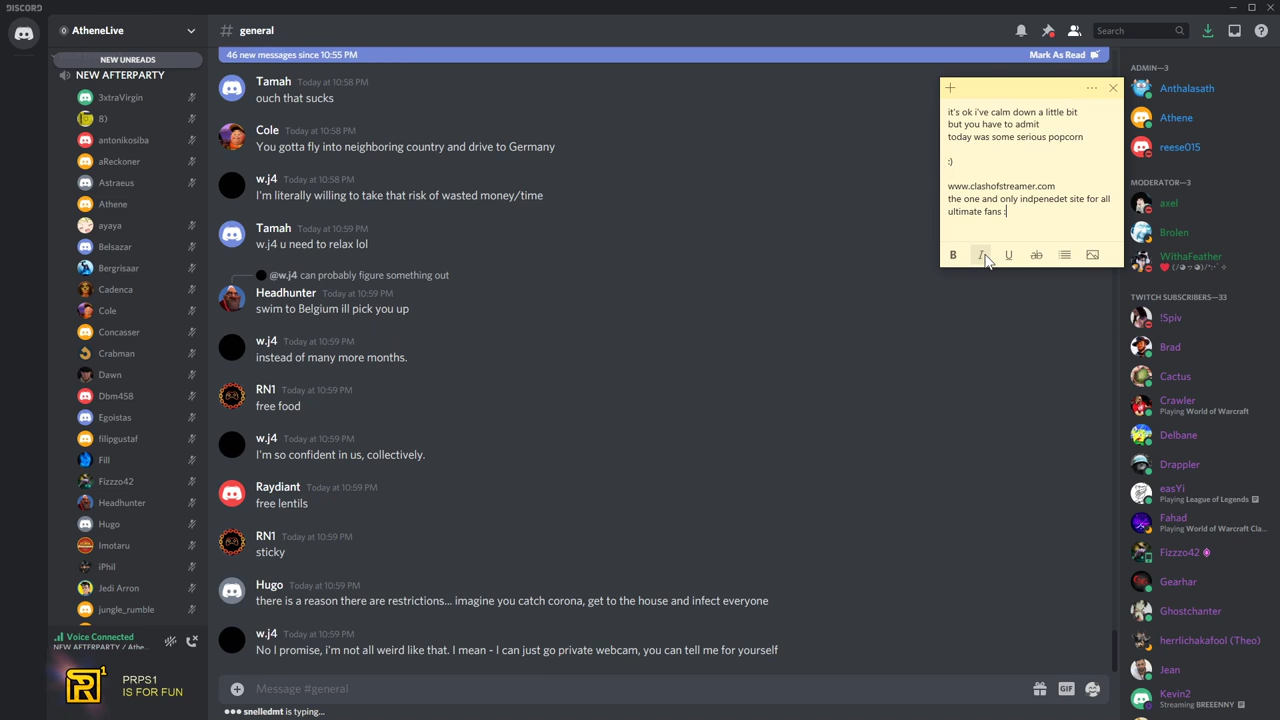 DISCORD
AtheneLive
NEW UNREADS
NEW AFTERPARTY
3xtraVirgin
8)
antonikosiba
aReckoner
Astraeus
Athene
ayaya
Belsazar
Bergrisaar
Cadenca
Cole
Concasser
Crabman
Dawn
Dbm458
Egoistas
filipgustaf
Fill
Fizzzo42
Headhunter
Hugo
Imotaru
iPhil
Jedi Arron
jungle_rumble
Voice Connected
NEW AFTERPARTY / Athe...
PRPS1
IS FOR FUN
# general
Search
46 new messages since 10:55 PM
Mark As Read
Tamah Today at 10:58 PM
ouch that sucks
Cole Today at 10:58 PM
You gotta fly into neighboring country and drive to Germany
w.j4 Today at 10:58 PM
I'm literally willing to take that risk of wasted money/time
Tamah Today at 10:59 PM
w.j4 u need to relax lol
@w.j4 can probably figure something out
Headhunter Today at 10:59 PM
swim to Belgium ill pick you up
w.j4 Today at 10:59 PM
instead of many more months.
RN1 Today at 10:59 PM
free food
w.j4 Today at 10:59 PM
I'm so confident in us, collectively.
Raydiant Today at 10:59 PM
free lentils
RN1 Today at 10:59 PM
sticky
Hugo Today at 10:59 PM
there is a reason there are restrictions... imagine you catch corona, get to the house and infect everyone
w.j4 Today at 10:59 PM
No I promise, i'm not all weird like that. I mean - I can just go private webcam, you can tell me for yourself
Message #general
GIF
snelledmt is typing...
it's ok i've calm down a little bit
but you have to admit
today was some serious popcorn
:)
www.clashofstreamer.com
the one and only indpenedet site for all
ultimate fans :
B I U ab
ADMIN—3
Anthalasath
Athene
reese015
MODERATOR—3
axel
Brolen
WithaFeather
TWITCH SUBSCRIBERS—33
!Spiv
Brad
Cactus
Crawler
Playing World of Warcraft
Delbane
Drappler
easYi
Playing League of Legends
Fahad
Playing World of Warcraft Cla...
Fizzzo42
Gearhar
Ghostchanter
herrlichakafool (Theo)
Jean
Kevin2
Streaming BREEENNY